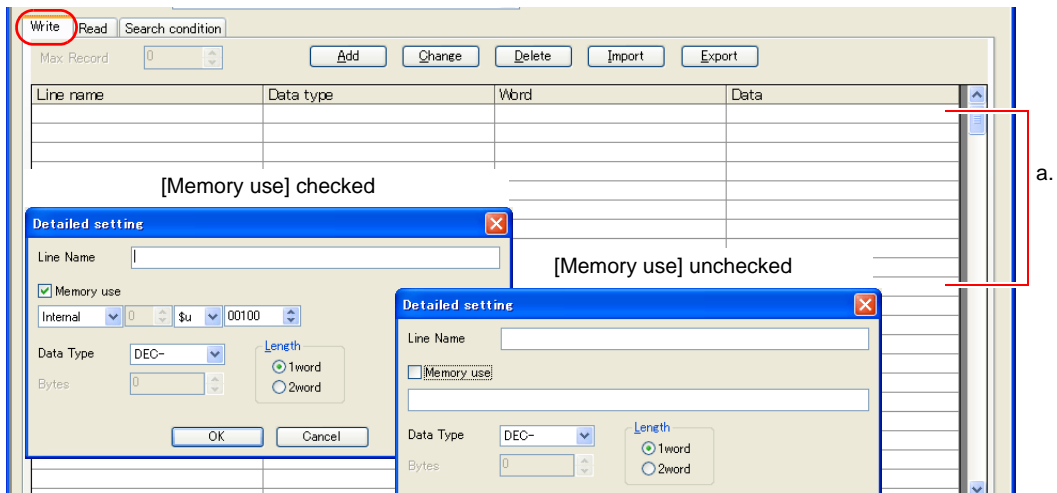 Write Read Search condition
Max Record 0 Add Change Delete Import Export
Line name Data type Word Data
a.
[Memory use] checked
Detailed setting
Line Name
Memory use
Internal 0 $u 00100
Data Type DEC- Length
1word
Bytes 0 2word
OK Cancel
[Memory use] unchecked
Detailed setting
Line Name
Memory use
Data Type DEC- Length
1word
Bytes 0 2word